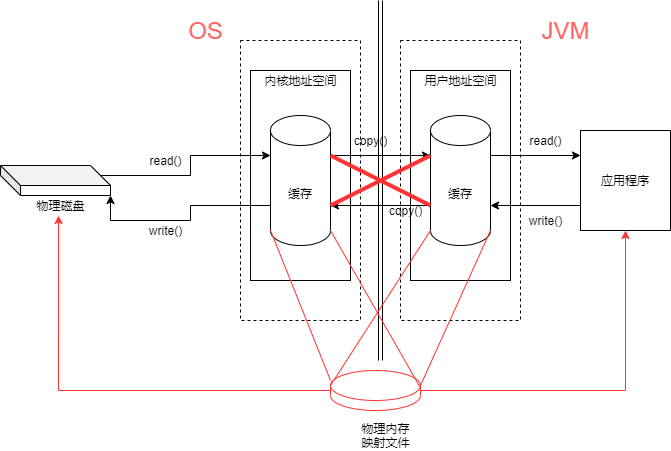 OS
JVM
内核地址空间
用户地址空间
copy()
read()
read()
缓存
缓存
应用程序
物理磁盘
copy()
write()
write()
物理内存
映射文件